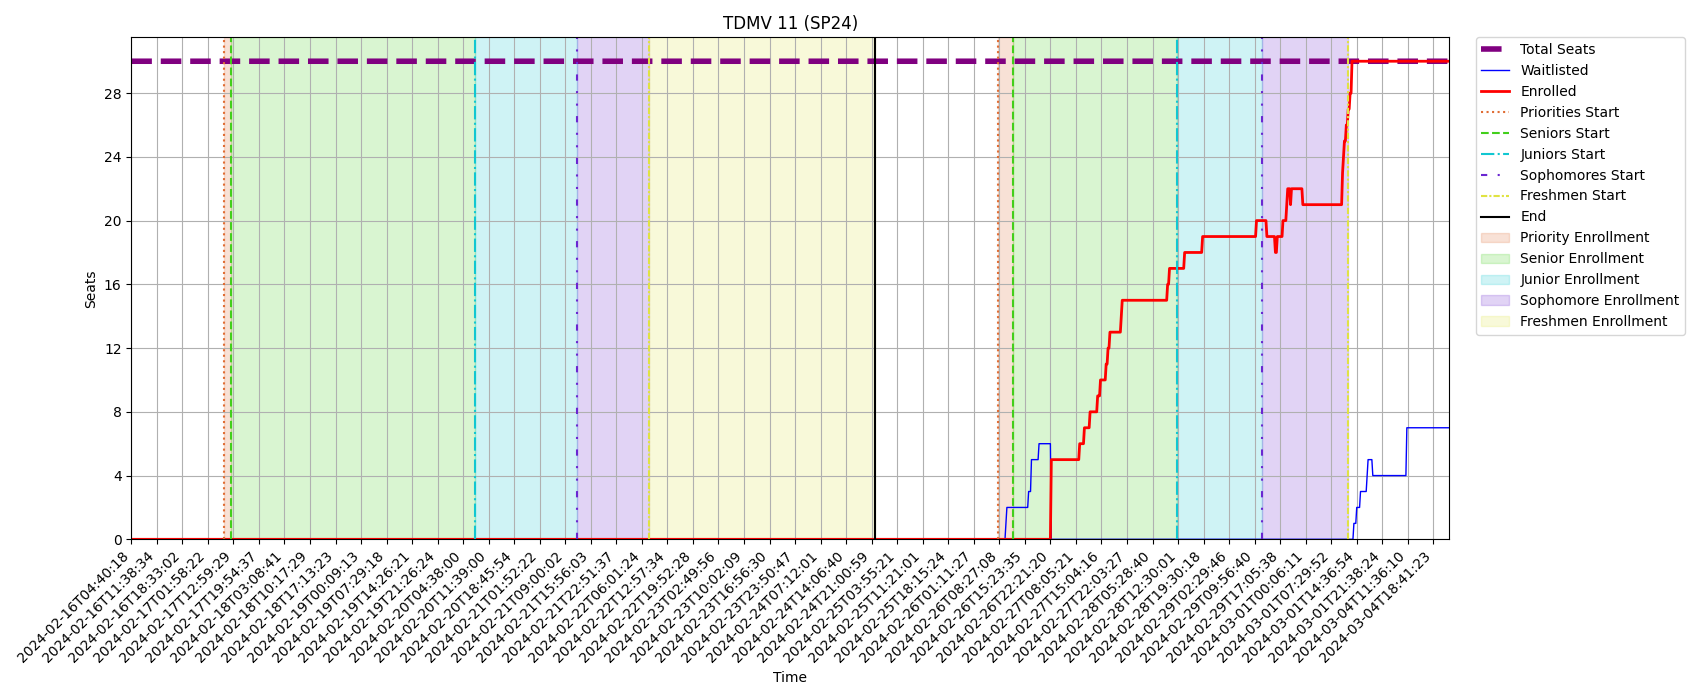 TDMV 11 (SP24)
Total Seats
Waitlisted
Enrolled
Priorities Start
Seniors Start
Juniors Start
Sophomores Start
Freshmen Start
End
Priority Enrollment
Senior Enrollment
Junior Enrollment
Sophomore Enrollment
Freshmen Enrollment
Seats
28
24
20
16
12
8
4
0
2024-02-16T04:40:18
2024-02-16T11:38:34
2024-02-16T18:33:02
2024-02-17T01:58:22
2024-02-17T12:59:29
2024-02-17T19:54:37
2024-02-18T03:08:41
2024-02-18T10:17:29
2024-02-18T17:13:23
2024-02-19T00:09:13
2024-02-19T07:29:18
2024-02-19T14:26:21
2024-02-19T21:26:24
2024-02-20T04:38:00
2024-02-20T11:39:00
2024-02-20T18:45:54
2024-02-21T01:52:22
2024-02-21T09:00:02
2024-02-21T15:56:03
2024-02-21T22:51:37
2024-02-22T06:01:24
2024-02-22T12:57:34
2024-02-22T19:52:28
2024-02-23T02:49:56
2024-02-23T10:02:09
2024-02-23T16:56:30
2024-02-23T23:50:47
2024-02-24T07:12:01
2024-02-24T14:06:40
2024-02-24T21:00:59
2024-02-25T03:55:21
2024-02-25T11:21:01
2024-02-25T18:15:24
2024-02-26T01:11:27
2024-02-26T08:27:08
2024-02-26T15:23:35
2024-02-26T22:21:20
2024-02-27T08:05:21
2024-02-27T15:04:16
2024-02-27T22:03:27
2024-02-28T05:28:40
2024-02-28T12:30:01
2024-02-28T19:30:18
2024-02-29T02:29:46
2024-02-29T09:56:40
2024-02-29T17:05:38
2024-03-01T00:06:11
2024-03-01T07:29:52
2024-03-01T14:36:54
2024-03-01T21:38:24
2024-03-04T11:36:10
2024-03-04T18:41:23
Time